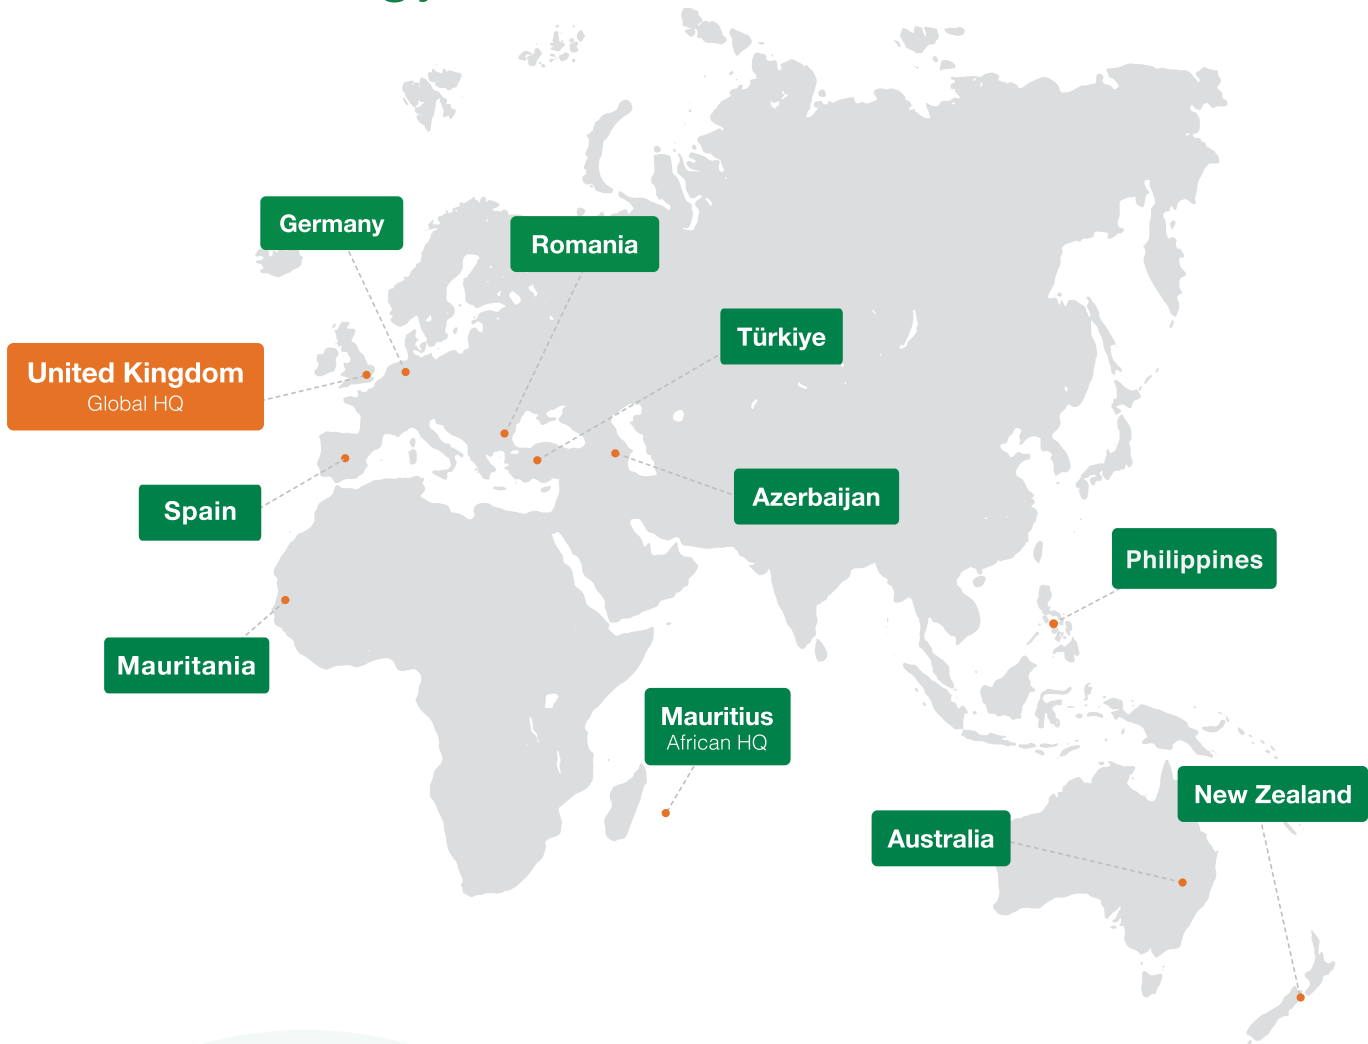 Germany
Romania
Türkiye
United Kingdom
Global HQ
Spain
Azerbaijan
Philippines
Mauritania
Mauritius
African HQ
New Zealand
Australia